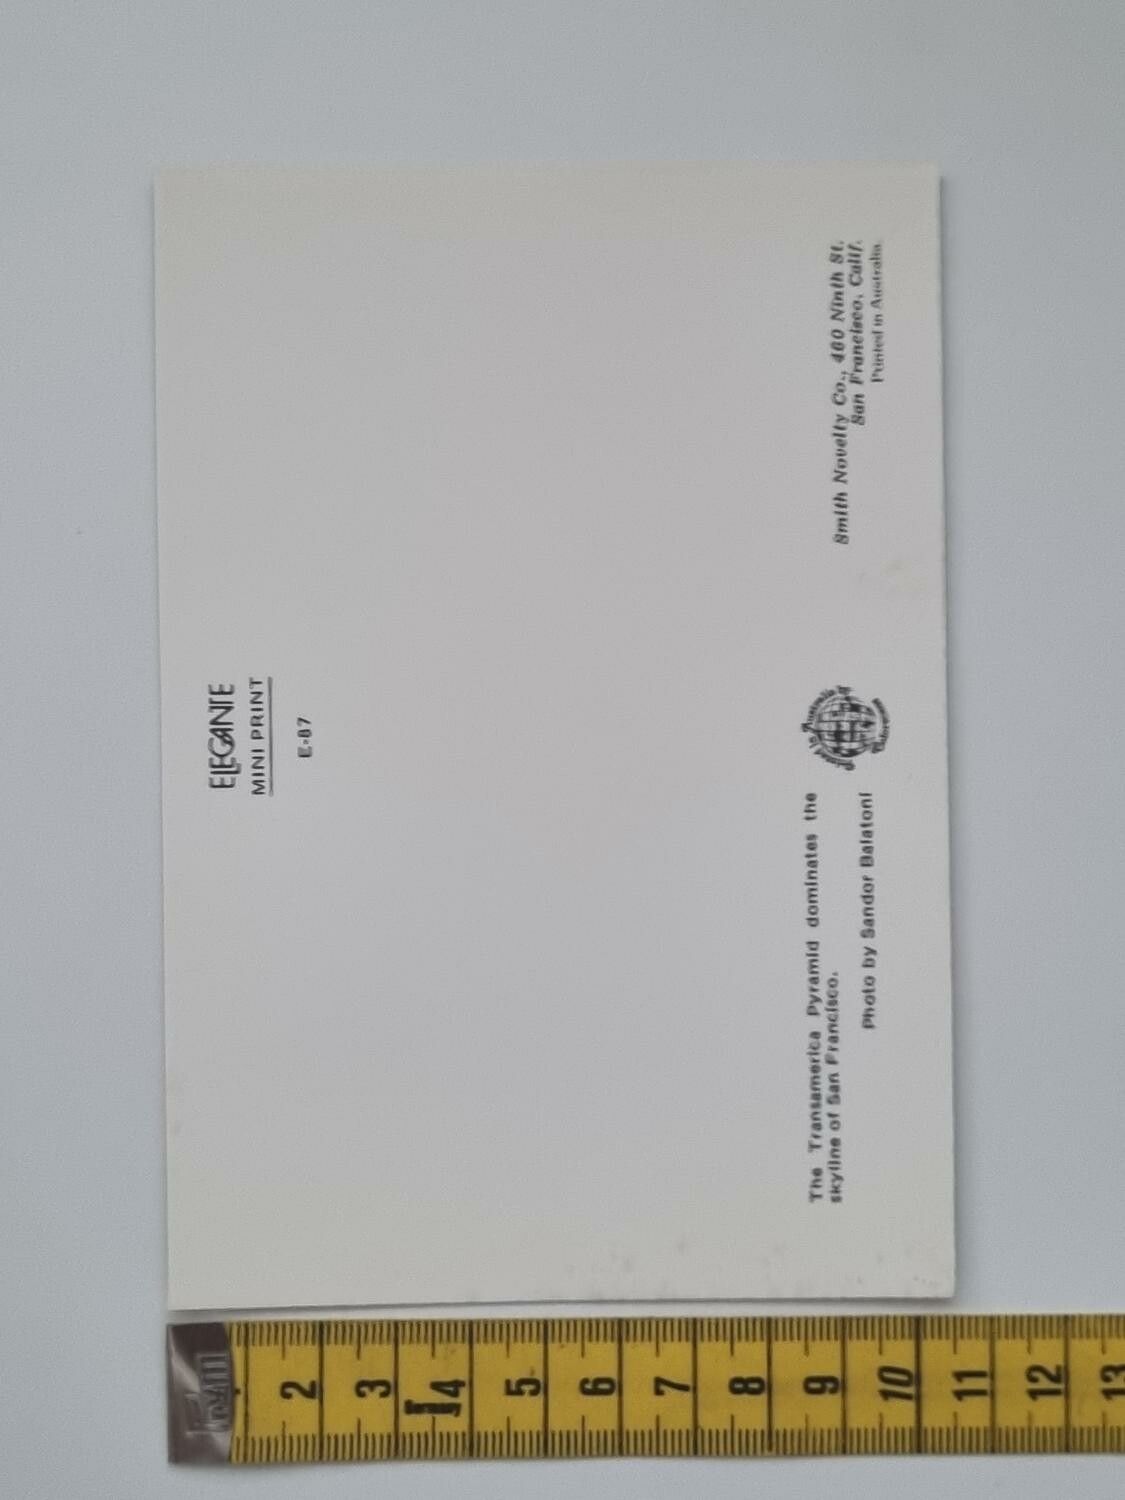 ELEGANTE
MINI PRINT
E-87
The Transamerica Pyramid dominates the
skyline of San Francisco.
Photo by Sandor Balatoni
in Australia
Smith Novelty Co., 460 Ninth St.
San Francisco, Calif.
Printed in Australia.
2 3 4 5 6 7 8 9 10 11 12 13